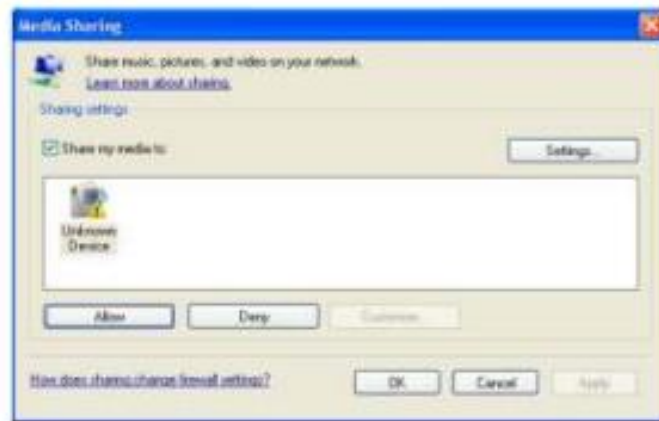 Media Sharing
Share music, pictures, and video on your network.
Learn more about sharing.
Sharing settings
Share my media to:
Settings...
Unknown
Device
Allow
Deny
Customize...
How does sharing change firewall settings?
OK
Cancel
Apply